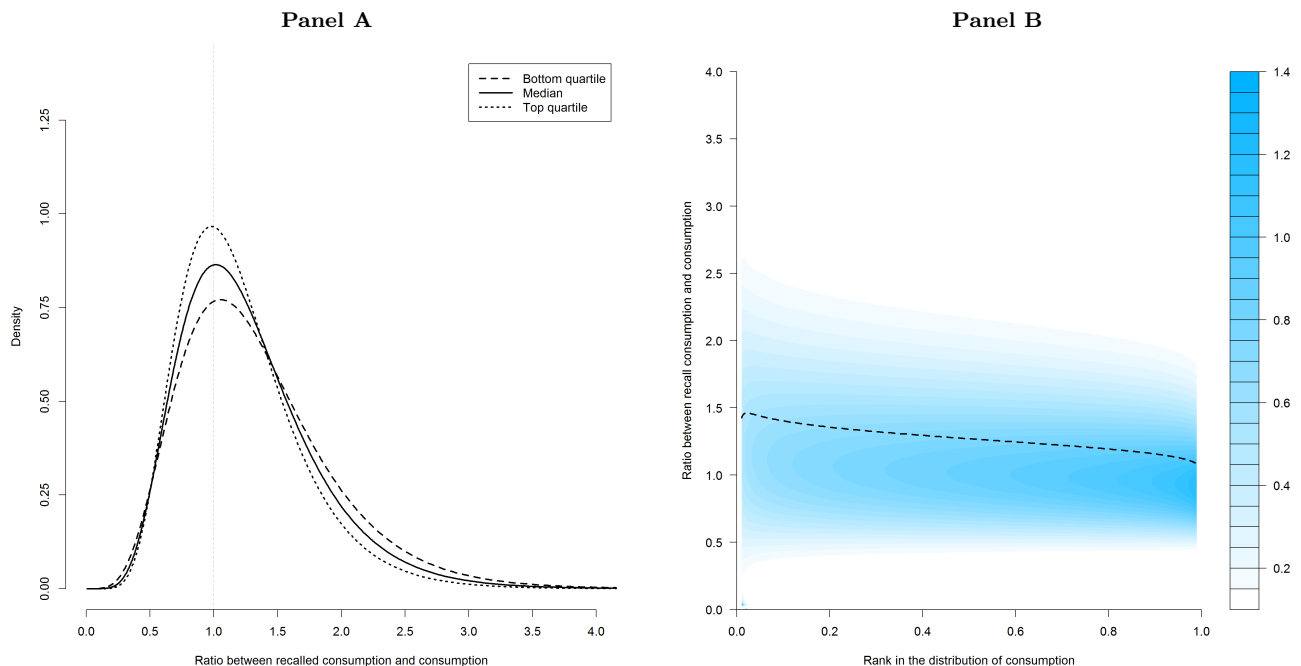 Panel A
Bottom quartile
Median
Top quartile
Density
0.00
0.25
0.50
0.75
1.00
1.25
0.0 0.5 1.0 1.5 2.0 2.5 3.0 3.5 4.0
Ratio between recalled consumption and consumption
Panel B
Ratio between recall consumption and consumption
4.0
3.5
3.0
2.5
2.0
1.5
1.0
0.5
0.0
0.0 0.2 0.4 0.6 0.8 1.0
Rank in the distribution of consumption
1.4
1.2
1.0
0.8
0.6
0.4
0.2